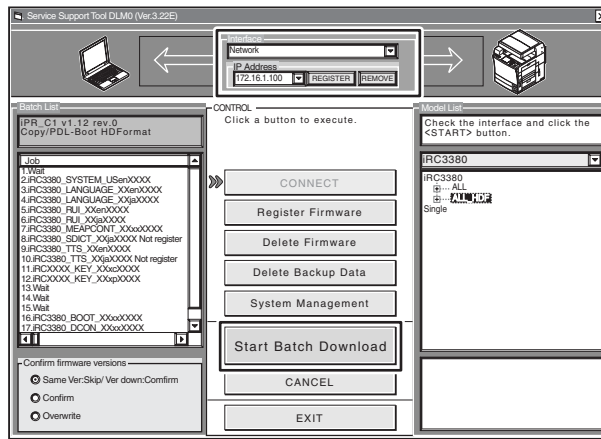 Service Support Tool DLM0 (Ver.3.22E)
Interface
Network
IP Address
172.16.1.100
REGISTER
REMOVE
Batch List
iPR_C1 v1.12 rev.0
Copy/PDL-Boot HDFormat
Job
1.Wait
2.iRC3380_SYSTEM_USenXXXX
3.iRC3380_LANGUAGE_XXenXXXX
4.iRC3380_LANGUAGE_XXjaXXXX
5.iRC3380_RUI_XXenXXXX
6.iRC3380_RUI_XXjaXXXX
7.iRC3380_MEAPCONT_XXxxXXXX
8.iRC3380_SDICT_XXjaXXXX Not register
9.iRC3380_TTS_XXenXXXX
10.iRC3380_TTS_XXjaXXXX Not register
11.iRCXXXX_KEY_XXxcXXXX
12.iRCXXXX_KEY_XXxpXXXX
13.Wait
14.Wait
15.Wait
16.iRC3380_BOOT_XXxxXXXX
17.iRC3380_DCON_XXxxXXXX
Confirm firmware versions
Same Ver:Skip/ Ver down:Comfirm
Confirm
Overwrite
CONTROL
Click a button to execute.
CONNECT
Register Firmware
Delete Firmware
Delete Backup Data
System Management
Start Batch Download
CANCEL
EXIT
Model List
Check the interface and click the
<START> button.
iRC3380
iRC3380
ALL
ALL_HDF
Single